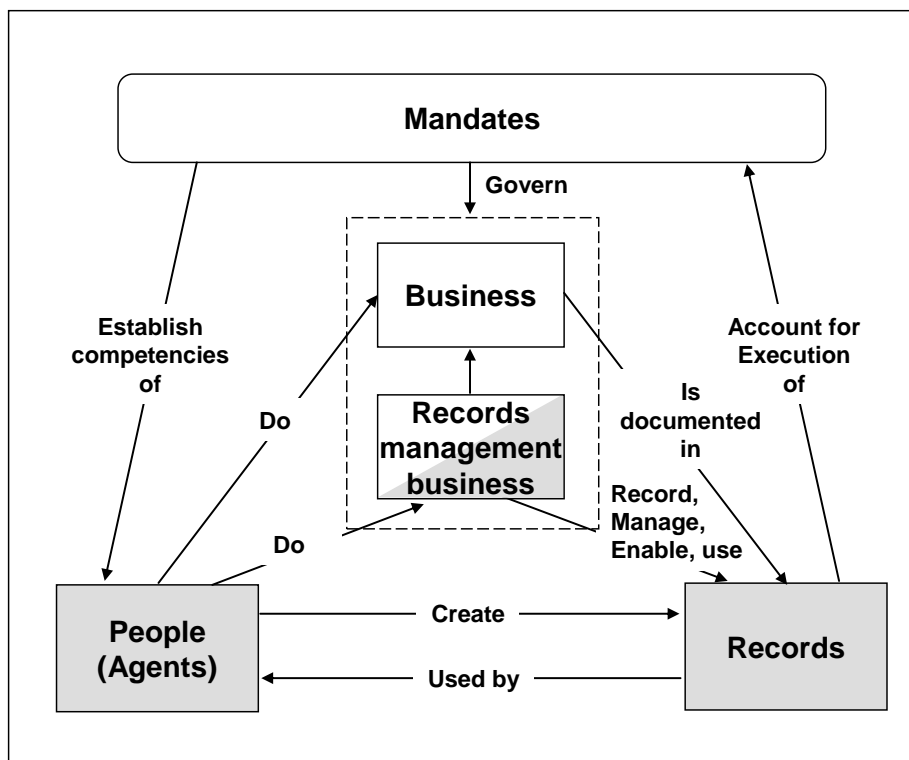 Mandates
Govern
Business
Establish
competencies
of
Account for
Execution
of
Do
Is
documented
in
Records
management
business
Record,
Manage,
Enable, use
Do
People
(Agents)
Create
Used by
Records